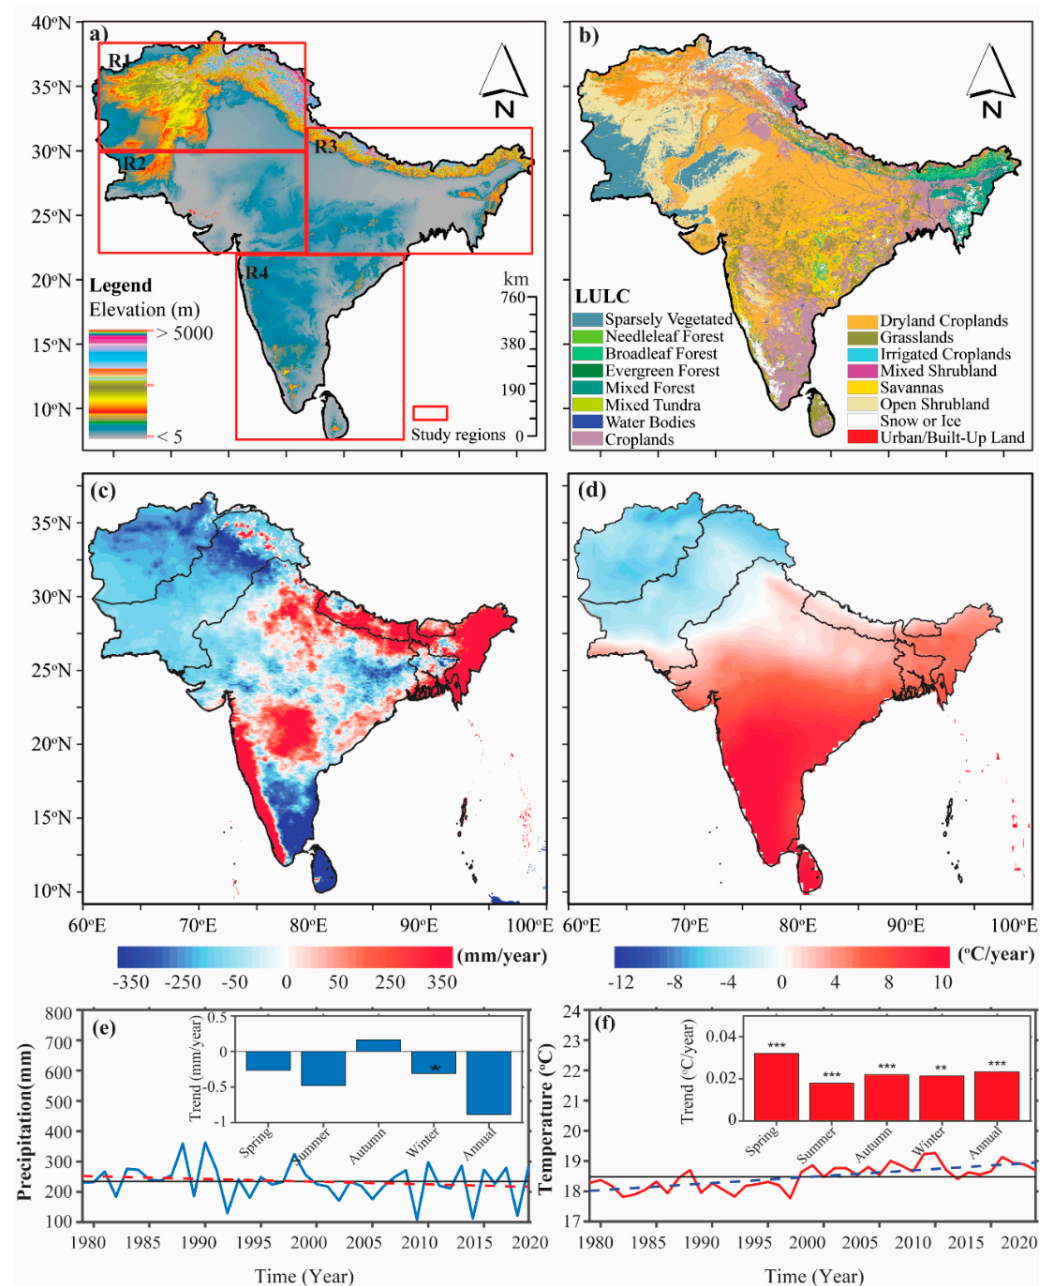 40°N
a)
b)
R1
35°N
N
N
30°N
R2
R3
25°N
20°N
R4
km
Legend
760
LULC
Elevation (m)
> 5000
Sparsely Vegetated
Dryland Croplands
15°N
380
Needleleaf Forest
Grasslands
Broadleaf Forest
Irrigated Croplands
Evergreen Forest
Mixed Shrubland
190
Mixed Forest
Savannas
10°N
Mixed Tundra
Open Shrubland
Water Bodies
Snow or Ice
< 5
Study regions
0
Croplands
Urban/Built-Up Land
(c)
(d)
35°N
30°N
25°N
20°N
15°N
10°N
60°E 70°E 80°E 90°E 100°E
60°E 70°E 80°E 90°E 100°E
(mm/year)
-350 -250 0 50 250 350
(°C/year)
-12 -8 -4 0 4 8 10
800
700
600
500
400
300
200
100
Precipitation(mm)
(e)
0.5
0
-0.5
-1
Trend (mm/year)
*
Spring Summer Autumn Winter Annual
1980 1985 1990 1995 2000 2005 2010 2015 2020
Time (Year)
24
23
22
21
20
19
18
17
Temperature (°C)
(f)
0.04
0.02
0
Trend (°C/year)
*** *** *** ** ***
Spring Summer Autumn Winter Annual
1980 1985 1990 1995 2000 2005 2010 2015 2020
Time (Year)